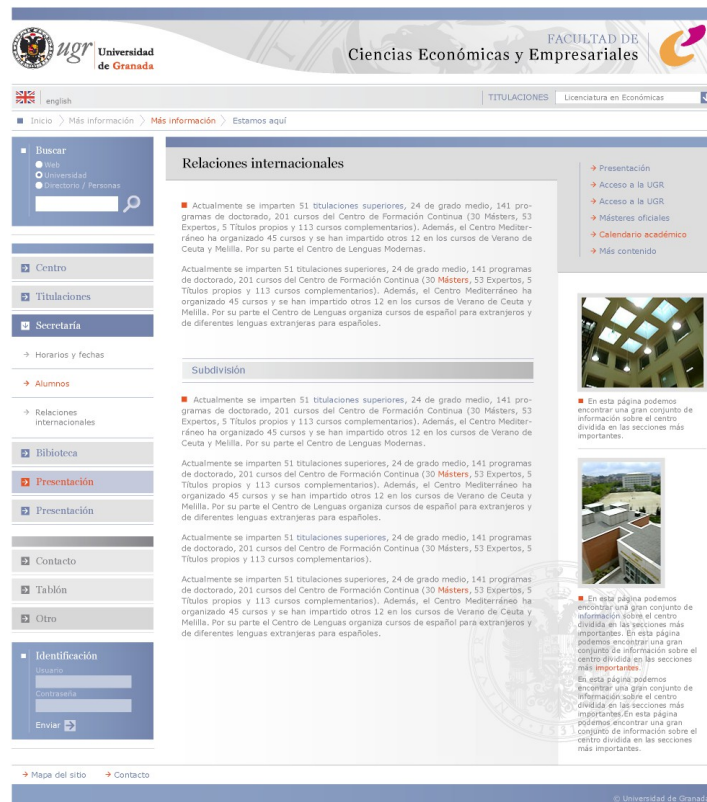 ugr Universidad
de Granada
FACULTAD DE
Ciencias Económicas y Empresariales
english
TITULACIONES Licenciatura en Económicas
Inicio Más información Más información Estamos aquí
Buscar
Web
Universidad
Directorio / Personas
Centro
Titulaciones
Secretaría
Horarios y fechas
Alumnos
Relaciones
internacionales
Bibioteca
Presentación
Presentación
Contacto
Tablón
Otro
Identificación
Usuario
Contraseña
Enviar
Relaciones internacionales
Actualmente se imparten 51 titulaciones superiores, 24 de grado medio, 141 pro-
gramas de doctorado, 201 cursos del Centro de Formación Continua (30 Másters, 53
Expertos, 5 Títulos propios y 113 cursos complementarios). Además, el Centro Mediter-
ráneo ha organizado 45 cursos y se han impartido otros 12 en los cursos de Verano de
Ceuta y Melilla. Por su parte el Centro de Lenguas Modernas.
Actualmente se imparten 51 titulaciones superiores, 24 de grado medio, 141 programas
de doctorado, 201 cursos del Centro de Formación Continua (30 Másters, 53 Expertos, 5
Títulos propios y 113 cursos complementarios). Además, el Centro Mediterráneo ha
organizado 45 cursos y se han impartido otros 12 en los cursos de Verano de Ceuta y
Melilla. Por su parte el Centro de Lenguas organiza cursos de español para extranjeros y
de diferentes lenguas extranjeras para españoles.
Subdivisión
Actualmente se imparten 51 titulaciones superiores, 24 de grado medio, 141 pro-
gramas de doctorado, 201 cursos del Centro de Formación Continua (30 Másters, 53
Expertos, 5 Títulos propios y 113 cursos complementarios). Además, el Centro Mediter-
ráneo ha organizado 45 cursos y se han impartido otros 12 en los cursos de Verano de
Ceuta y Melilla. Por su parte el Centro de Lenguas Modernas.
Actualmente se imparten 51 titulaciones superiores, 24 de grado medio, 141 programas
de doctorado, 201 cursos del Centro de Formación Continua (30 Másters, 53 Expertos, 5
Títulos propios y 113 cursos complementarios). Además, el Centro Mediterráneo ha
organizado 45 cursos y se han impartido otros 12 en los cursos de Verano de Ceuta y
Melilla. Por su parte el Centro de Lenguas organiza cursos de español para extranjeros y
de diferentes lenguas extranjeras para españoles.
Actualmente se imparten 51 titulaciones superiores, 24 de grado medio, 141 programas
de doctorado, 201 cursos del Centro de Formación Continua (30 Másters, 53 Expertos, 5
Títulos propios y 113 cursos complementarios).
Actualmente se imparten 51 titulaciones superiores, 24 de grado medio, 141 programas
de doctorado, 201 cursos del Centro de Formación Continua (30 Másters, 53 Expertos, 5
Títulos propios y 113 cursos complementarios). Además, el Centro Mediterráneo ha
organizado 45 cursos y se han impartido otros 12 en los cursos de Verano de Ceuta y
Melilla. Por su parte el Centro de Lenguas organiza cursos de español para extranjeros y
de diferentes lenguas extranjeras para españoles.
Presentación
Acceso a la UGR
Acceso a la UGR
Másteres oficiales
Calendario académico
Más contenido
En esta página podemos
encontrar una gran conjunto de
información sobre el centro
dividida en las secciones más
importantes.
En esta página podemos
encontrar una gran conjunto de
información sobre el centro
dividida en las secciones más
importantes. En esta página
podemos encontrar una gran
conjunto de información sobre el
centro dividida en las secciones
más importantes.
En esta página podemos
encontrar una gran conjunto de
información sobre el centro
dividida en las secciones más
importantes.En esta página
podemos encontrar una gran
conjunto de información sobre el
centro dividida en las secciones
más importantes.
Mapa del sitio Contacto
© Universidad de Granada